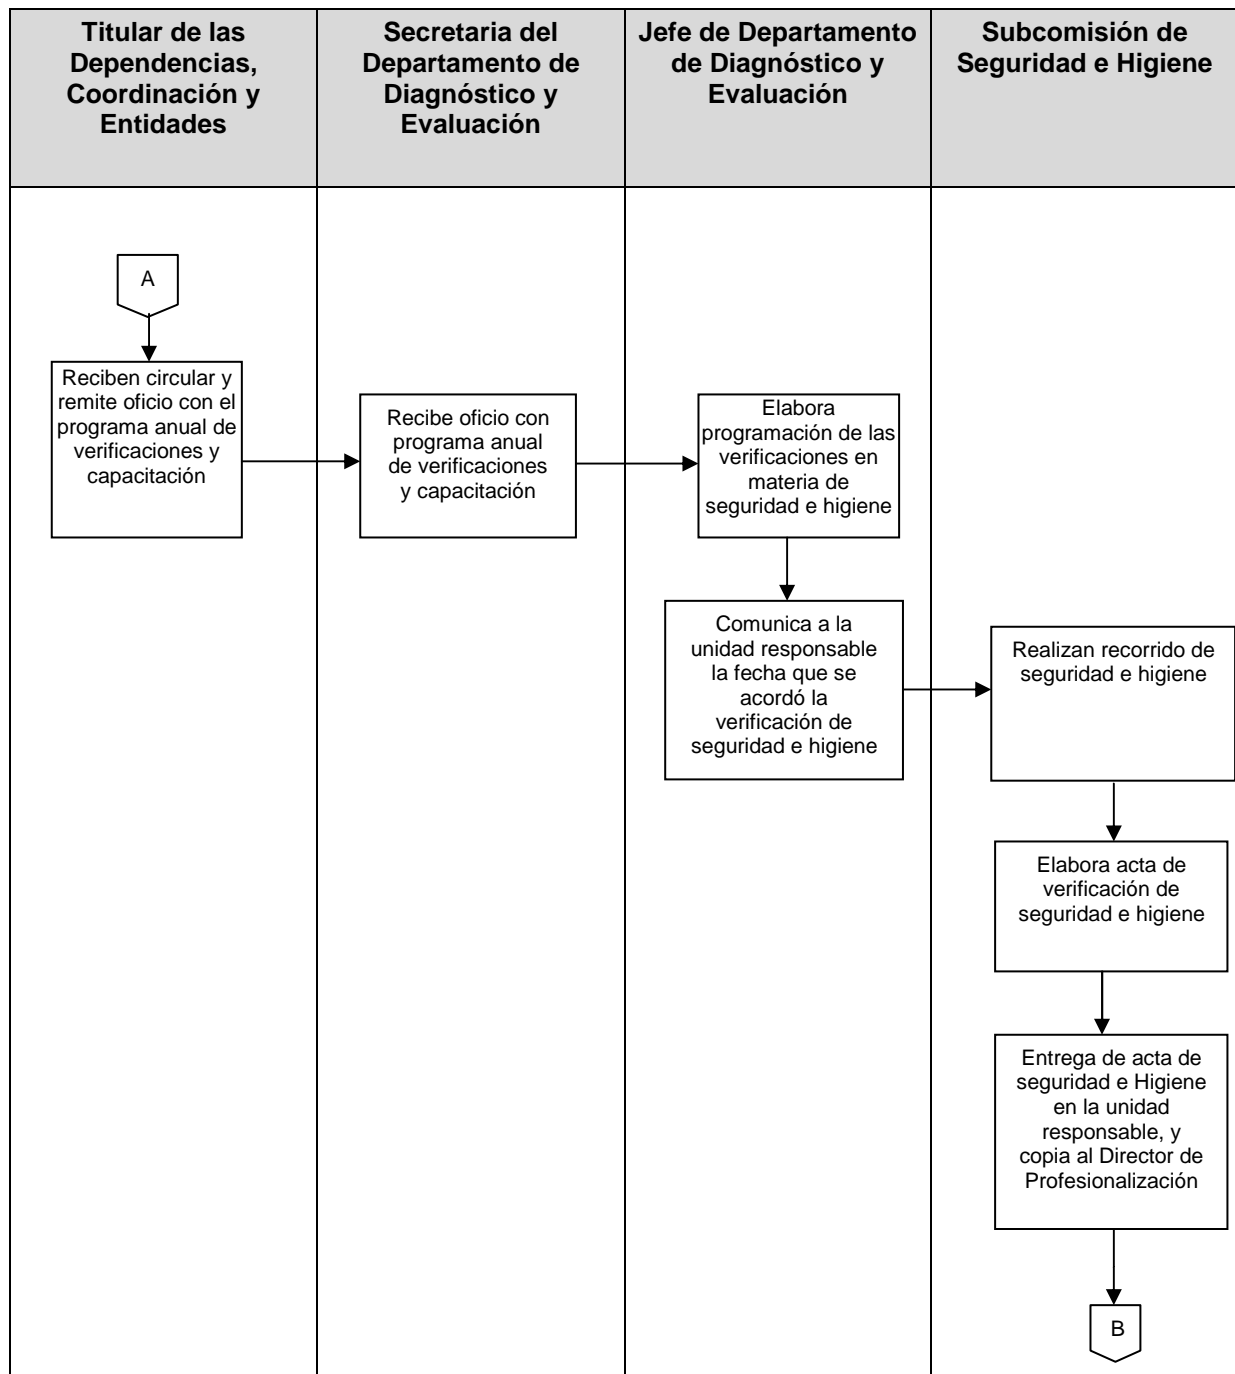 Titular de las
Dependencias,
Coordinación y
Entidades
Secretaria del
Departamento de
Diagnóstico y
Evaluación
Jefe de Departamento
de Diagnóstico y
Evaluación
Subcomisión de
Seguridad e Higiene
A
Reciben circular y
remite oficio con el
programa anual de
verificaciones y
capacitación
Recibe oficio con
programa anual
de verificaciones
y capacitación
Elabora
programación de las
verificaciones en
materia de
seguridad e higiene
Comunica a la
unidad responsable
la fecha que se
acordó la
verificación de
seguridad e higiene
Realizan recorrido de
seguridad e higiene
Elabora acta de
verificación de
seguridad e higiene
Entrega de acta de
seguridad e Higiene
en la unidad
responsable, y
copia al Director de
Profesionalización
B